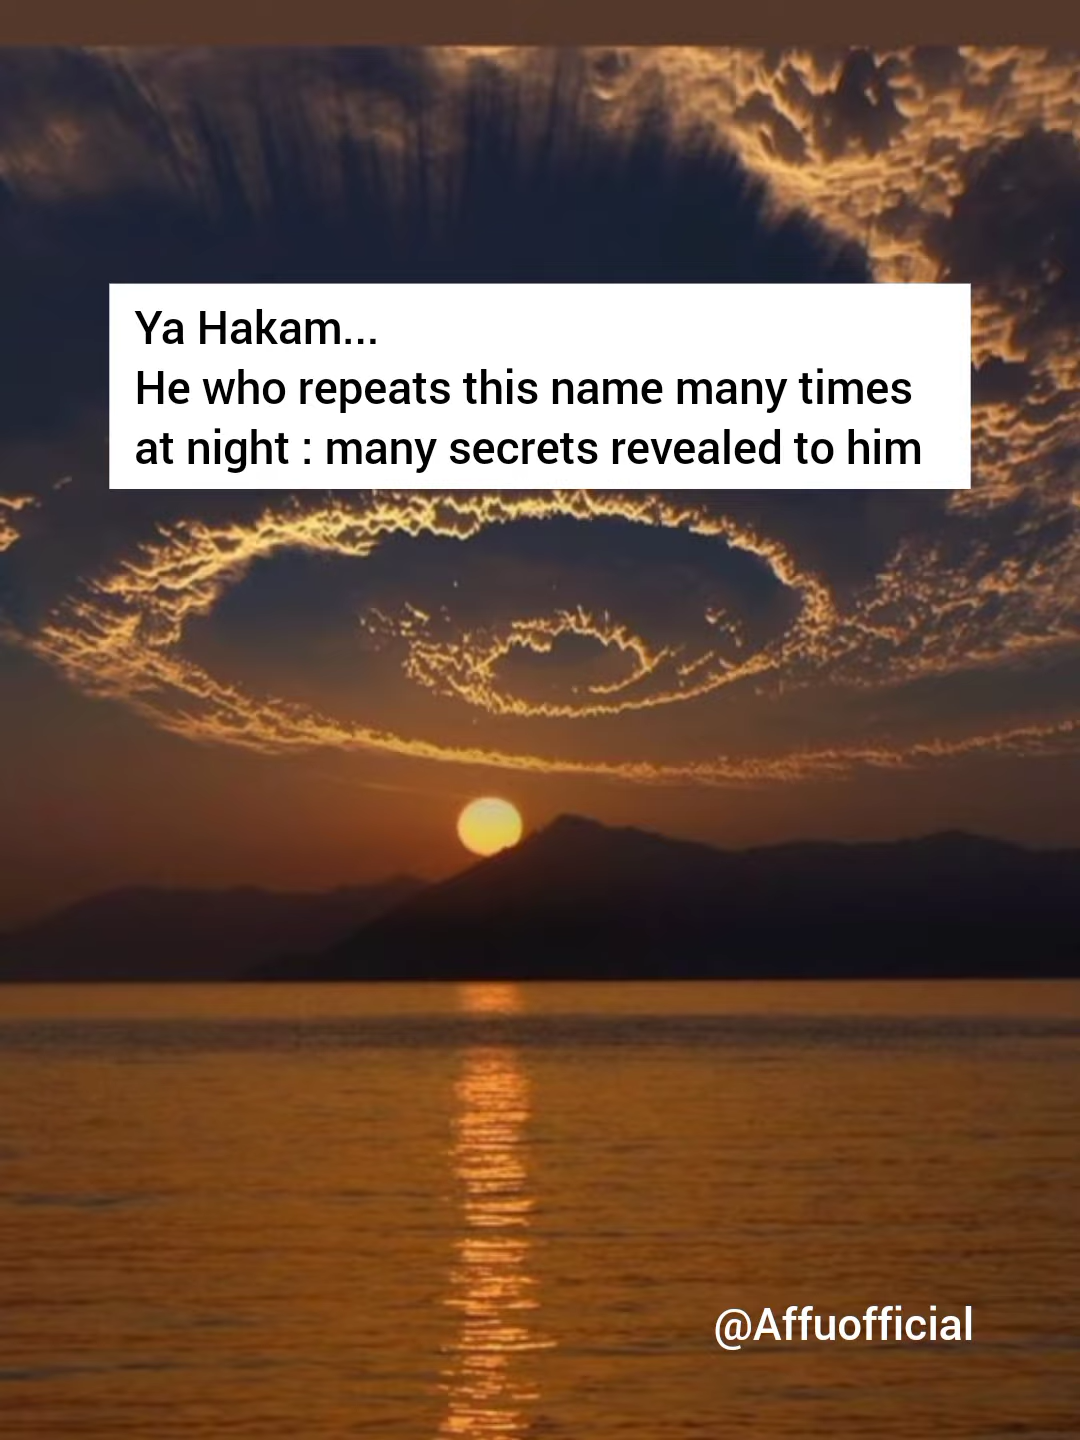 Ya Hakam...
He who repeats this name many times
at night : many secrets revealed to him
@Affuofficial